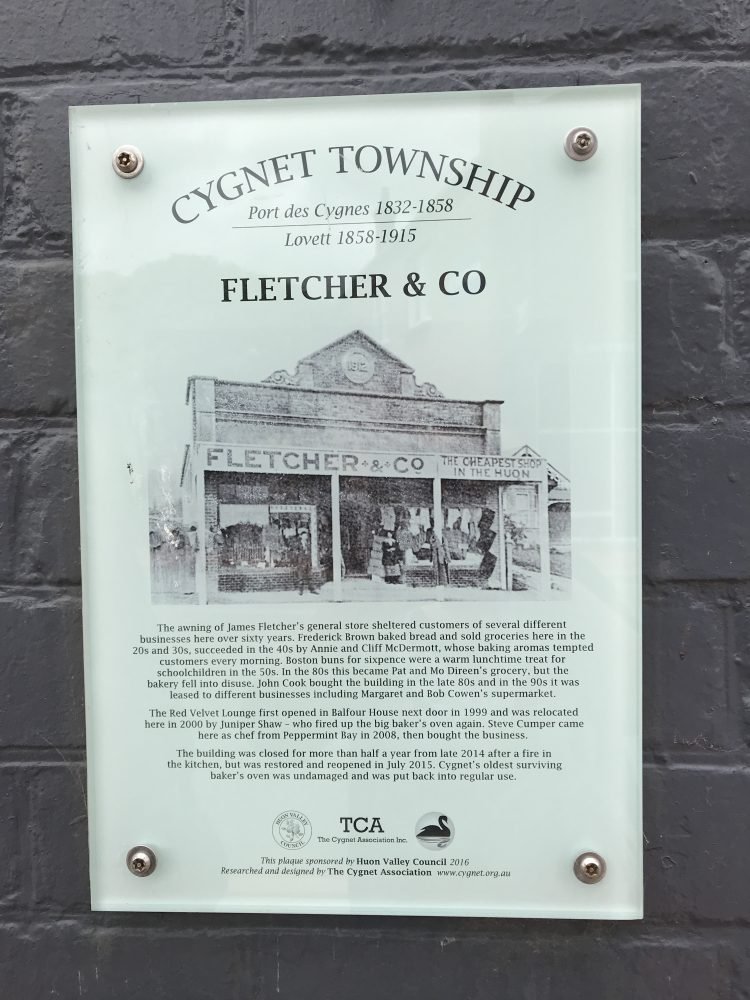 CYGNET TOWNSHIP
Port des Cygnes 1832-1858
Lovett 1858-1915
FLETCHER & CO
1912
FLETCHER & CO
THE CHEAPEST SHOP
IN THE HUON
The awning of James Fletcher's general store sheltered customers of several different
businesses here over sixty years. Frederick Brown baked bread and sold groceries here in the
20s and 30s, succeeded in the 40s by Annie and Cliff McDermott, whose baking aromas tempted
customers every morning. Boston buns for sixpence were a warm lunchtime treat for
schoolchildren in the 50s. In the 80s this became Pat and Mo Direen's grocery, but the
bakery fell into disuse. John Cook bought the building in the late 80s and in the 90s it was
leased to different businesses including Margaret and Bob Cowen's supermarket.
The Red Velvet Lounge first opened in Balfour House next door in 1999 and was relocated
here in 2000 by Juniper Shaw – who fired up the big baker's oven again. Steve Cumper came
here as chef from Peppermint Bay in 2008, then bought the business.
The building was closed for more than half a year from late 2014 after a fire in
the kitchen, but was restored and reopened in July 2015. Cygnet's oldest surviving
baker's oven was undamaged and was put back into regular use.
HUON VALLEY
COUNCIL
TCA
The Cygnet Association Inc.
This plaque sponsored by Huon Valley Council 2016
Researched and designed by The Cygnet Association www.cygnet.org.au